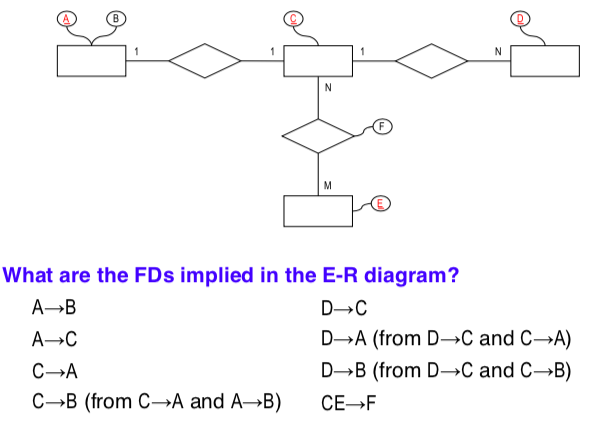 A
B
C
D
1
1
1
N
N
F
M
E
What are the FDs implied in the E-R diagram?
A→B
A→C
C→A
C→B (from C→A and A→B)
D→C
D→A (from D→C and C→A)
D→B (from D→C and C→B)
CE→F